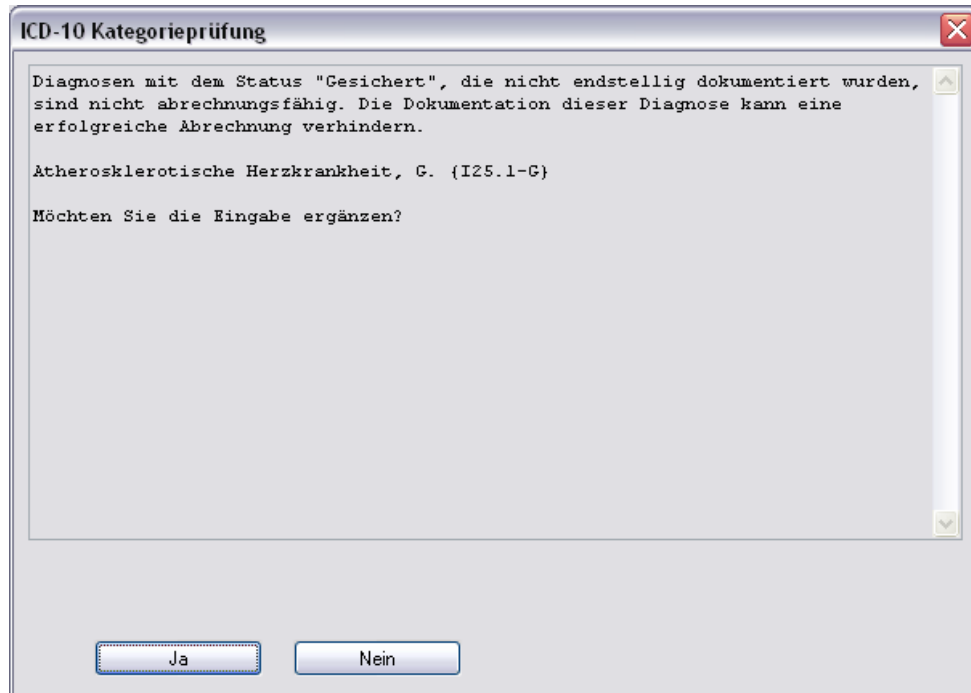 ICD-10 Kategorieprüfung
Diagnosen mit dem Status "Gesichert", die nicht endstellig dokumentiert wurden,
sind nicht abrechnungsfähig. Die Dokumentation dieser Diagnose kann eine
erfolgreiche Abrechnung verhindern.
Atherosklerotische Herzkrankheit, G. {I25.1-G}
Möchten Sie die Eingabe ergänzen?
Ja
Nein